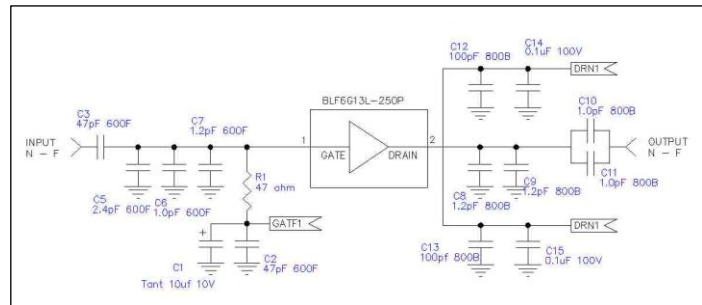 C12
100pF 800B
C14
0.1uF 100V
DRN1
BLF6G13L-250P
C3
47pF 600F
C7
1.2pF 600F
C10
1.0pF 800B
INPUT
N - F
1
GATE
DRAIN
2
OUTPUT
N - F
R1
47 ohm
C5
2.4pF 600F
C6
1.0pF 600F
C8
1.2pF 800B
C9
1.2pF 800B
C11
1.0pF 800B
GATE1
DRN1
+
C1
Tant 10uf 10V
C2
47pF 600F
C13
100pf 800B
C15
0.1uF 100V